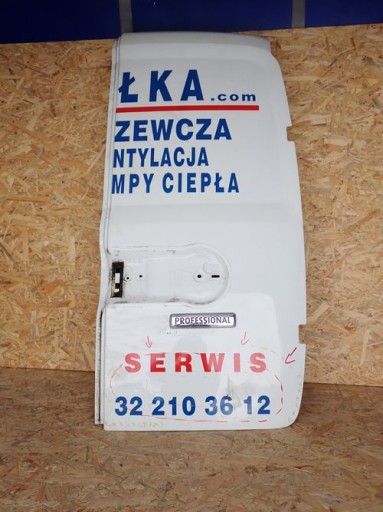 ŁKA.com
ZEWCZA
NTYLACJA
MPY CIEPŁA
PROFESSIONAL
SERWIS
32 210 36 12